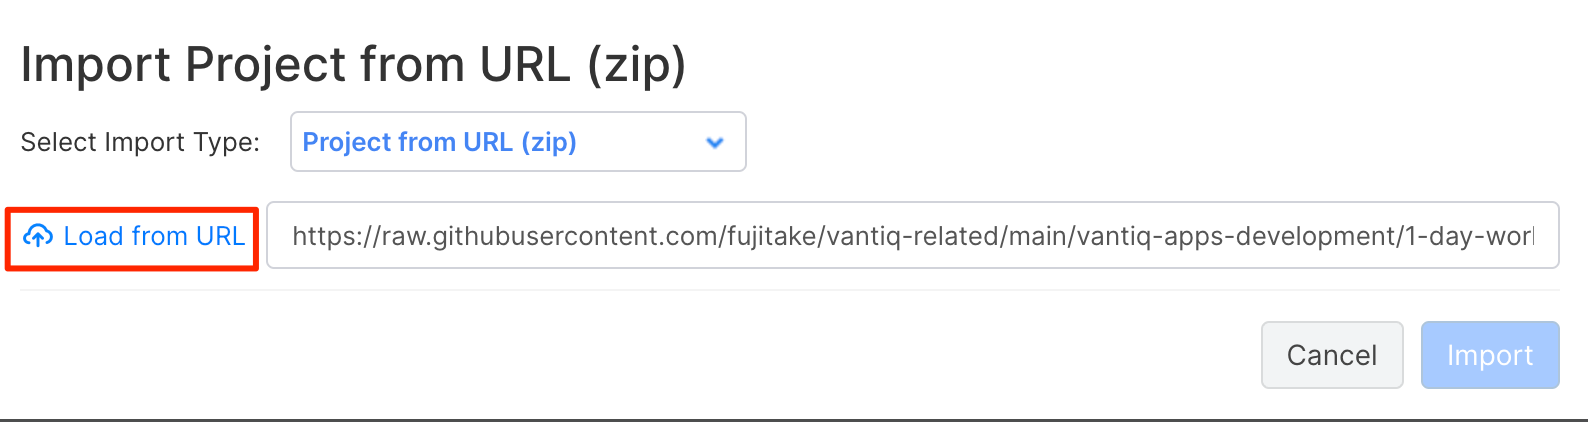 Import Project from URL (zip)
Select Import Type: Project from URL (zip)
Load from URL https://raw.githubusercontent.com/fujitake/vantiq-related/main/vantiq-apps-development/1-day-wor
Cancel Import